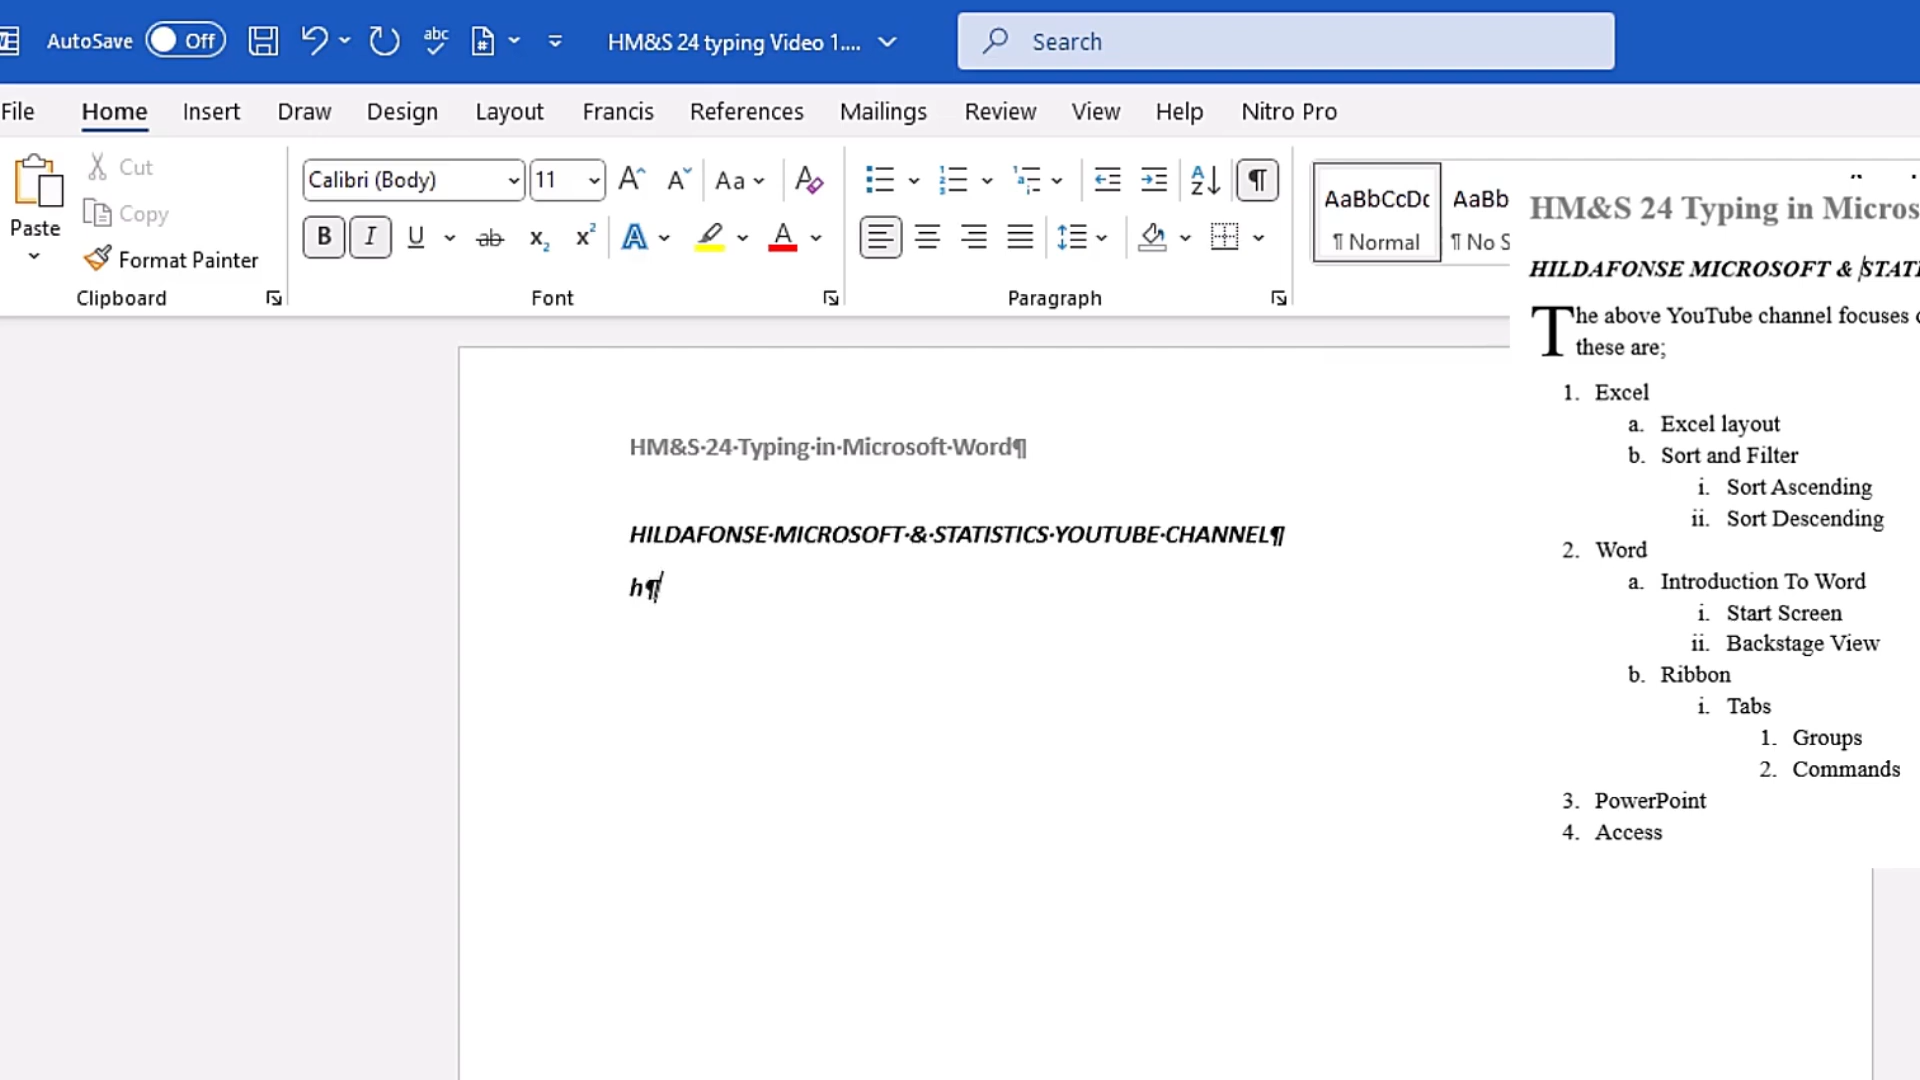 AutoSave Off abc HM&S 24 typing Video 1.... Search
File Home Insert Draw Design Layout Francis References Mailings Review View Help Nitro Pro
Paste
Cut
Copy
Format Painter
Clipboard
Calibri (Body) 11
Font
Paragraph
AaBbCcDc
¶ Normal
AaBb
¶ No S
HM&S·24·Typing·in·Microsoft·Word¶
HILDAFONSE·MICROSOFT·&·STATISTICS·YOUTUBE·CHANNEL¶
h¶
HM&S 24 Typing in Micros
HILDAFONSE MICROSOFT & STATI
The above YouTube channel focuses
these are;
1. Excel
a. Excel layout
b. Sort and Filter
i. Sort Ascending
ii. Sort Descending
2. Word
a. Introduction To Word
i. Start Screen
ii. Backstage View
b. Ribbon
i. Tabs
1. Groups
2. Commands
3. PowerPoint
4. Access